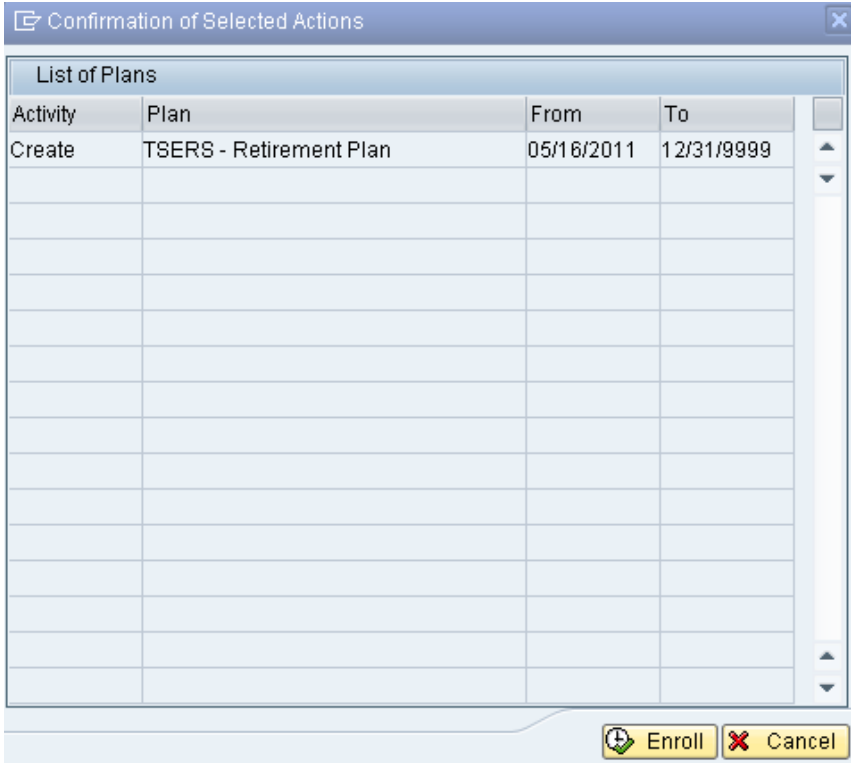 Confirmation of Selected Actions
List of Plans
Activity Plan From To
Create TSERS - Retirement Plan 05/16/2011 12/31/9999
Enroll Cancel